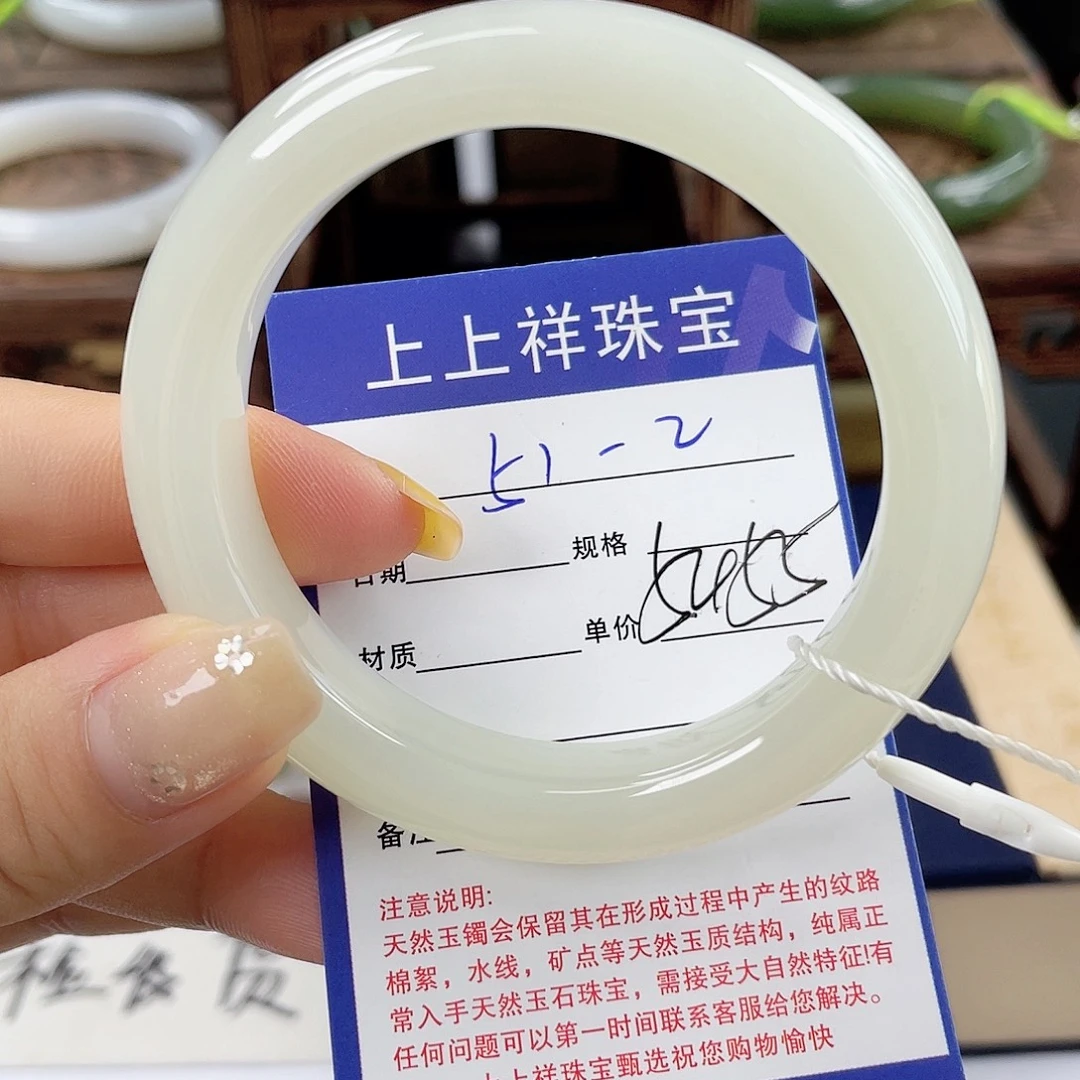 上上祥珠宝
51-2
日期 规格
材质 单价
备注
注意说明:
天然玉镯会保留其在形成过程中产生的纹路
棉絮，水线，矿点等天然玉质结构，纯属正
常入手天然玉石珠宝，需接受大自然特征!有
任何问题可以第一时间联系客服给您解决。
上上祥珠宝甄选祝您购物愉快